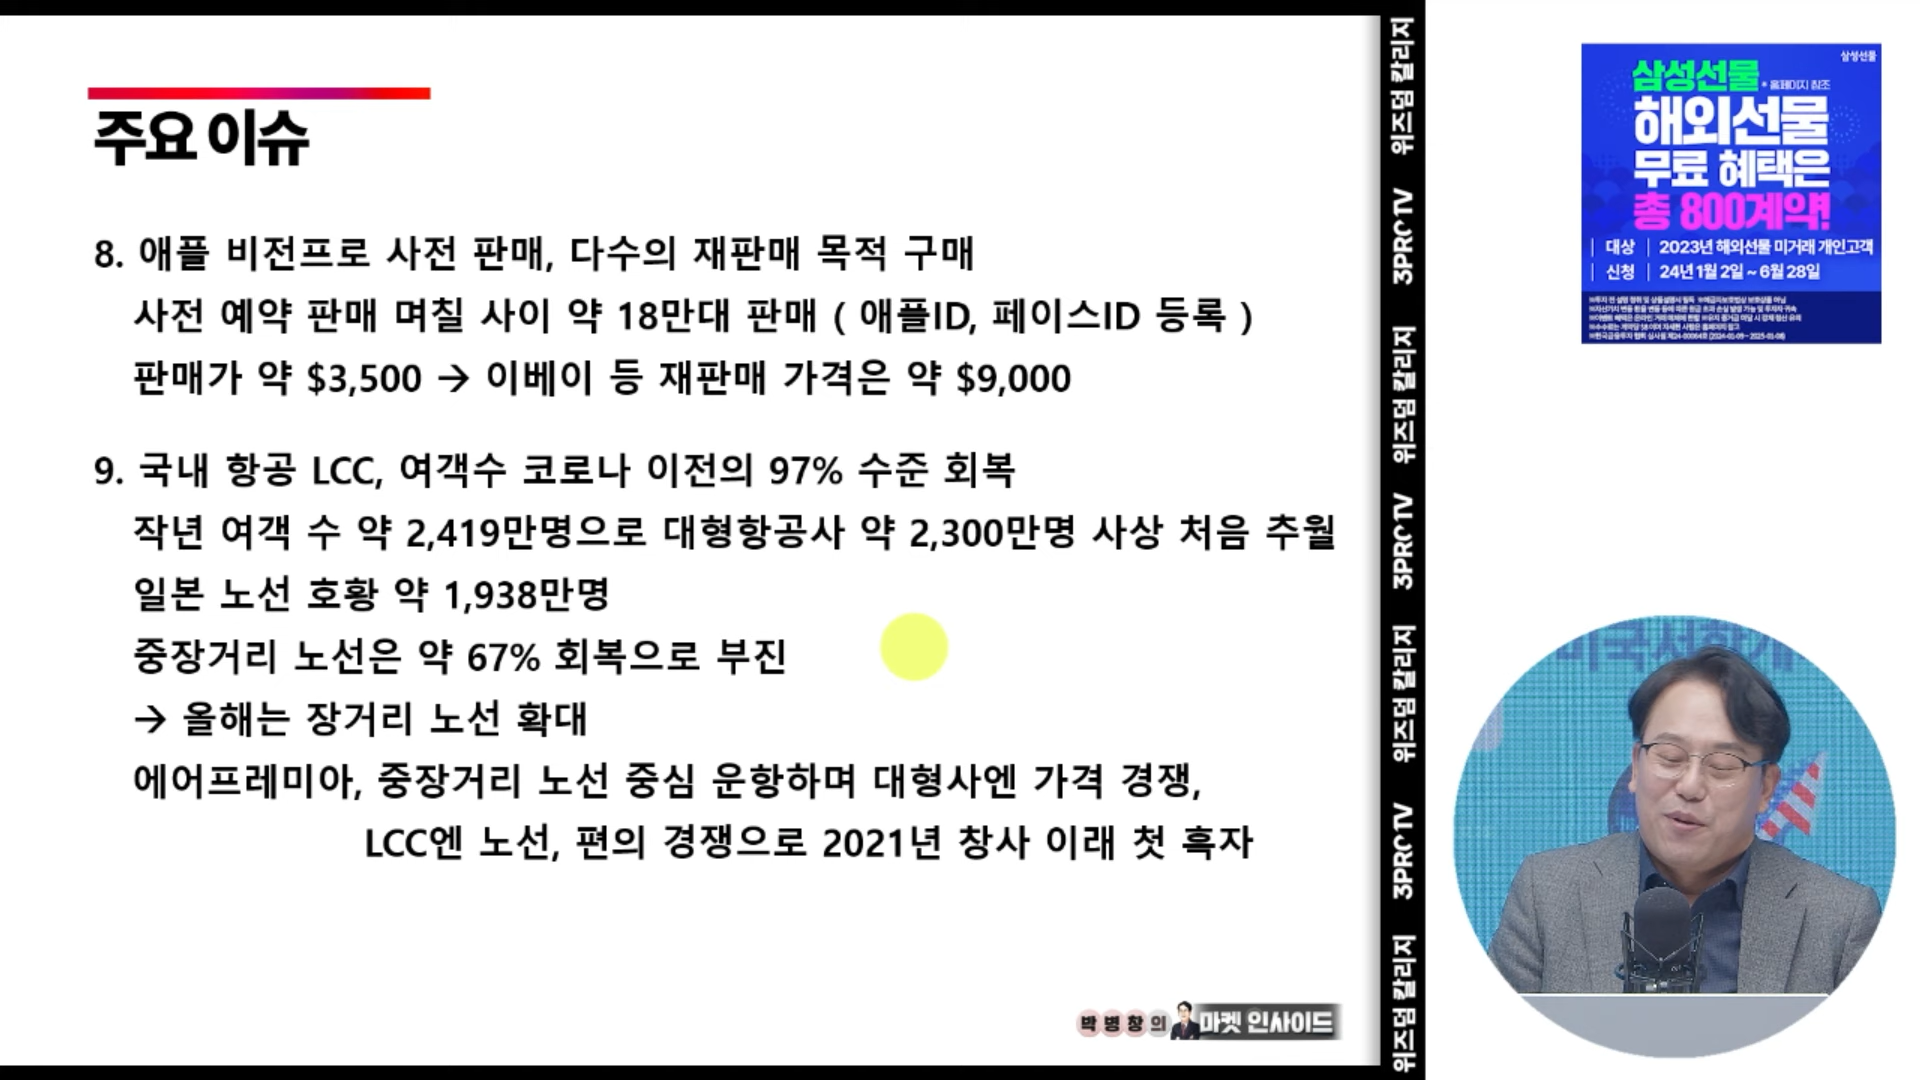 주요 이슈
8. 애플 비전프로 사전 판매, 다수의 재판매 목적 구매
사전 예약 판매 며칠 사이 약 18만대 판매 ( 애플ID, 페이스ID 등록 )
판매가 약 $3,500 → 이베이 등 재판매 가격은 약 $9,000
9. 국내 항공 LCC, 여객수 코로나 이전의 97% 수준 회복
작년 여객 수 약 2,419만명으로 대형항공사 약 2,300만명 사상 처음 추월
일본 노선 호황 약 1,938만명
중장거리 노선은 약 67% 회복으로 부진
→ 올해는 장거리 노선 확대
에어프레미아, 중장거리 노선 중심 운항하며 대형사엔 가격 경쟁,
LCC엔 노선, 편의 경쟁으로 2021년 창사 이래 첫 흑자
박병창의 마켓 인사이드
위즈덤 칼리지
3PROTV
위즈덤 칼리지
3PROTV
위즈덤 칼리지
3PROTV
위즈덤 칼리지
삼성선물
삼성선물 * 홈페이지 참조
해외선물
무료 혜택은
총 800계약!
| 대상 | 2023년 해외선물 미거래 개인고객
| 신청 | 24년 1월 2일 ~ 6월 28일